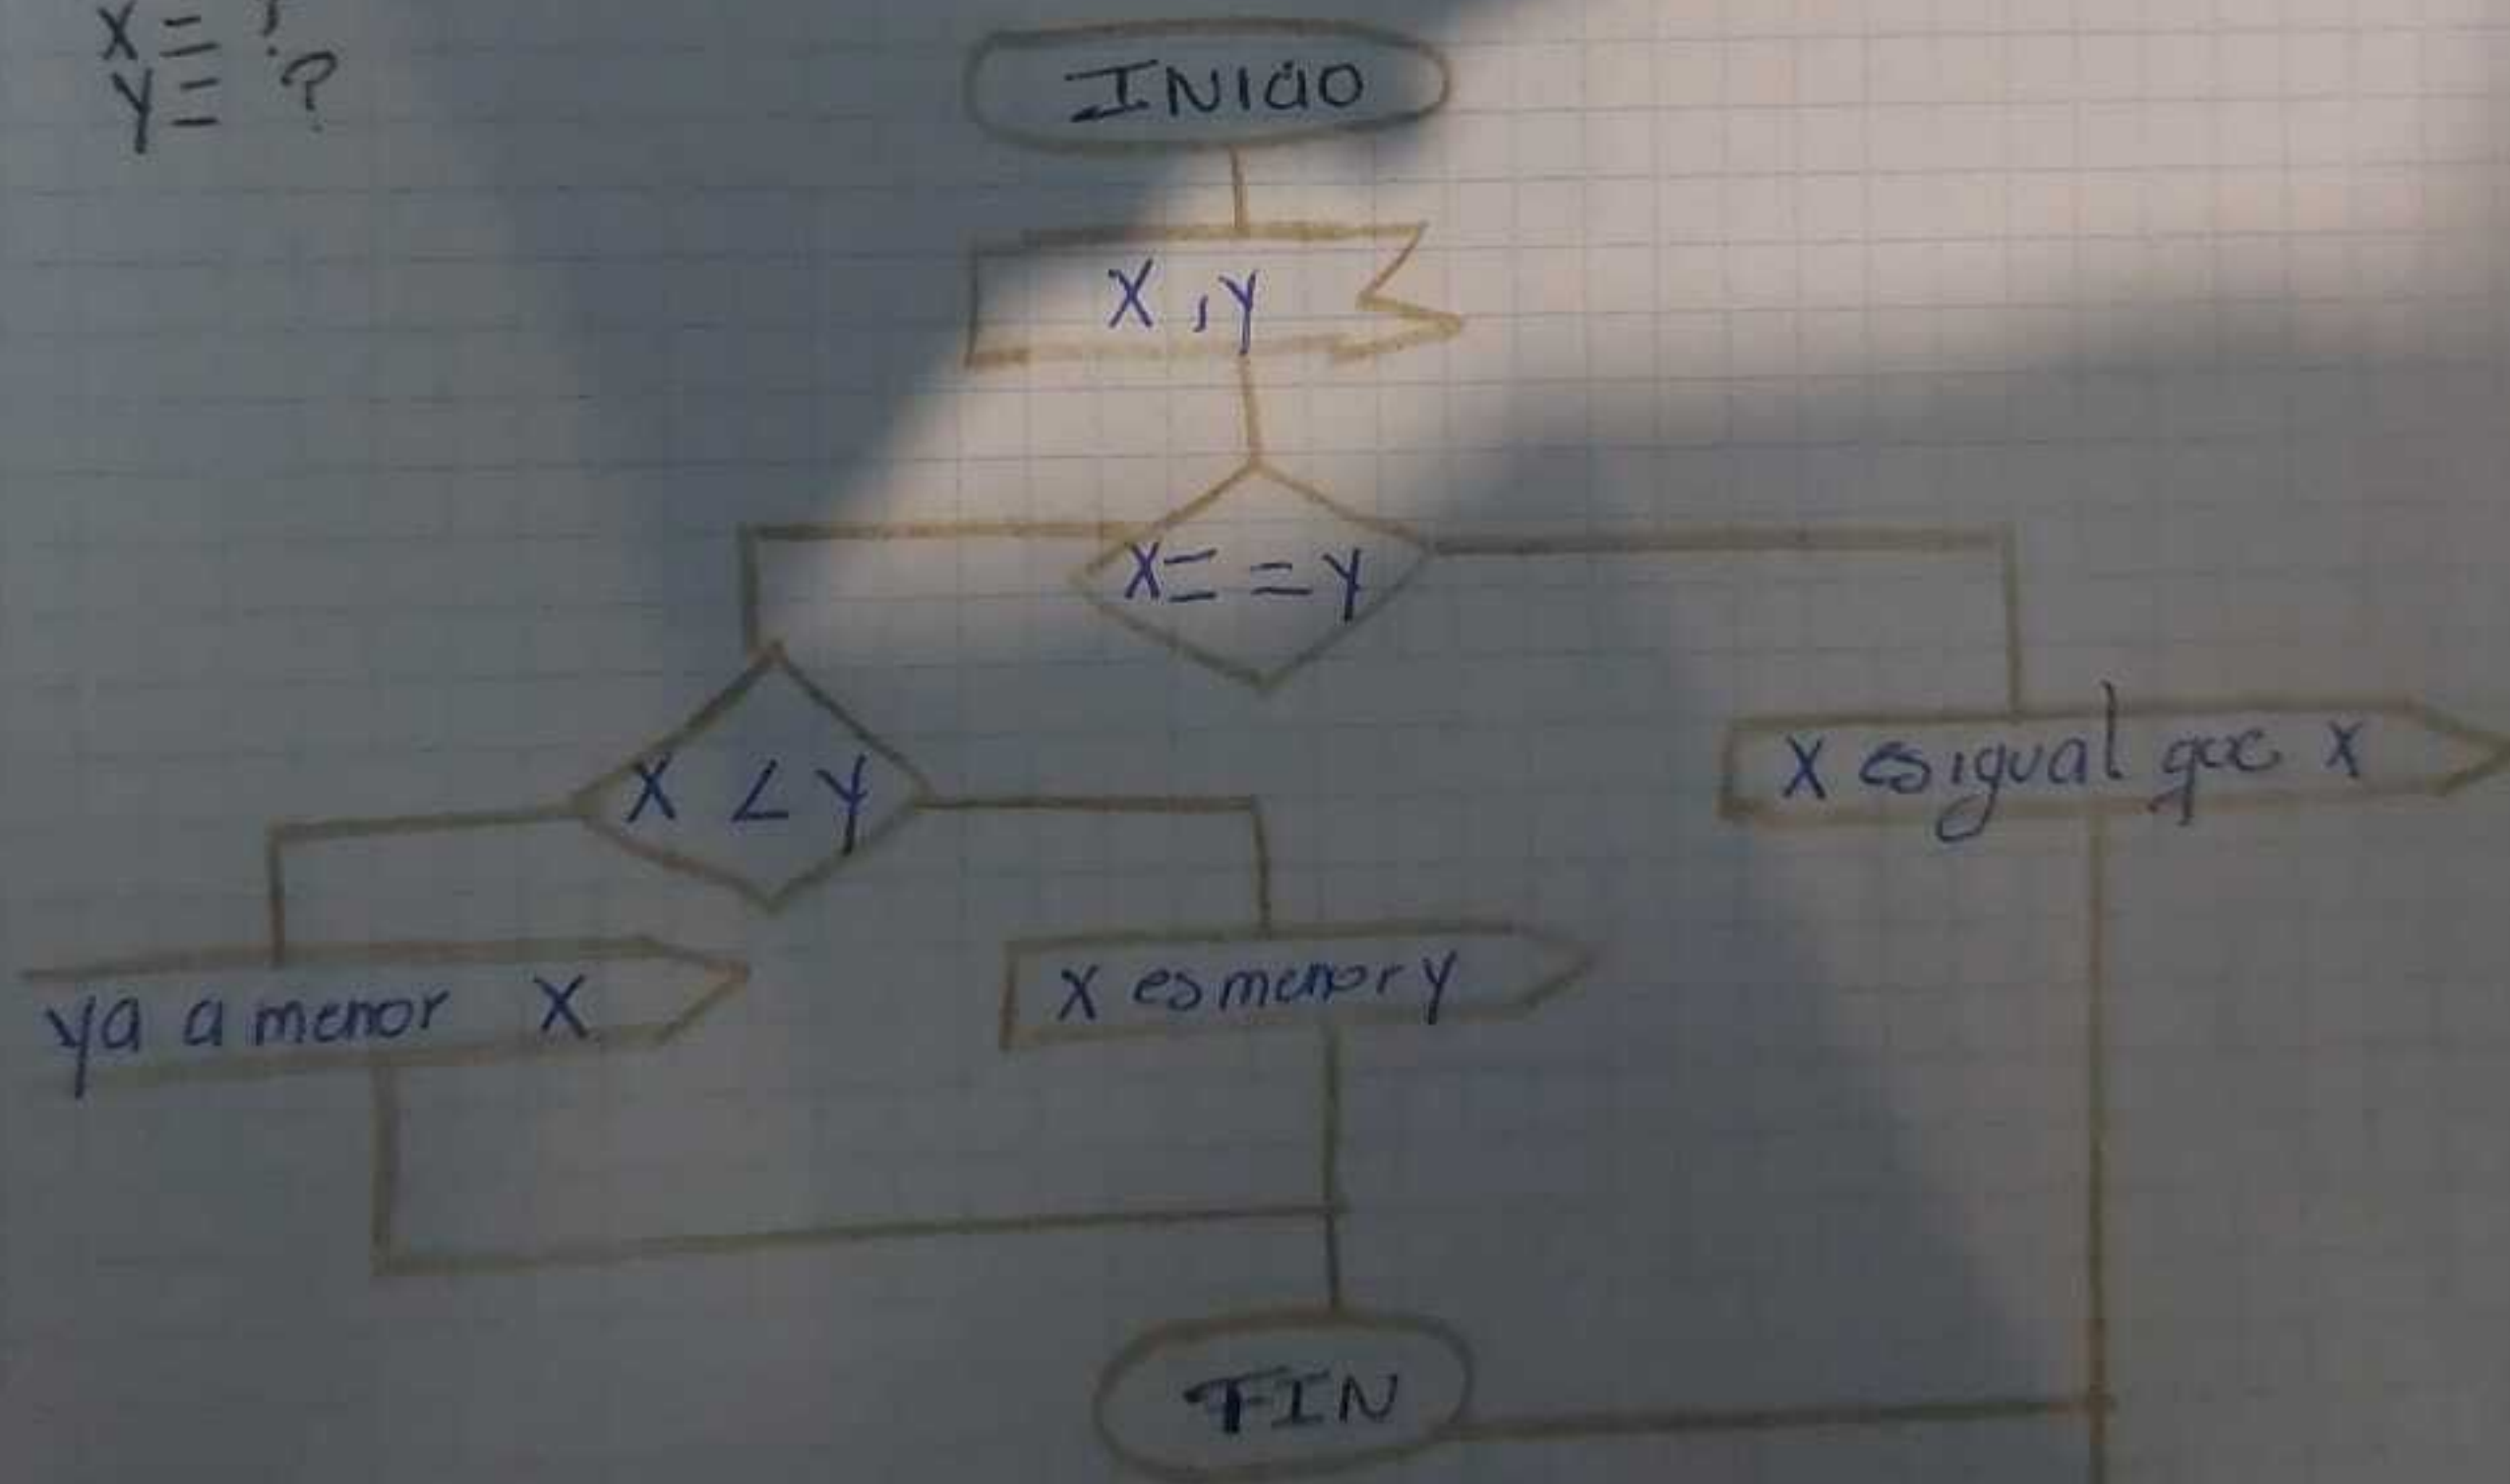 X = ?
Y = ?
INICIO
X , Y
X = = Y
X < Y
X es igual que X
ya a menor X
X es menor Y
FIN